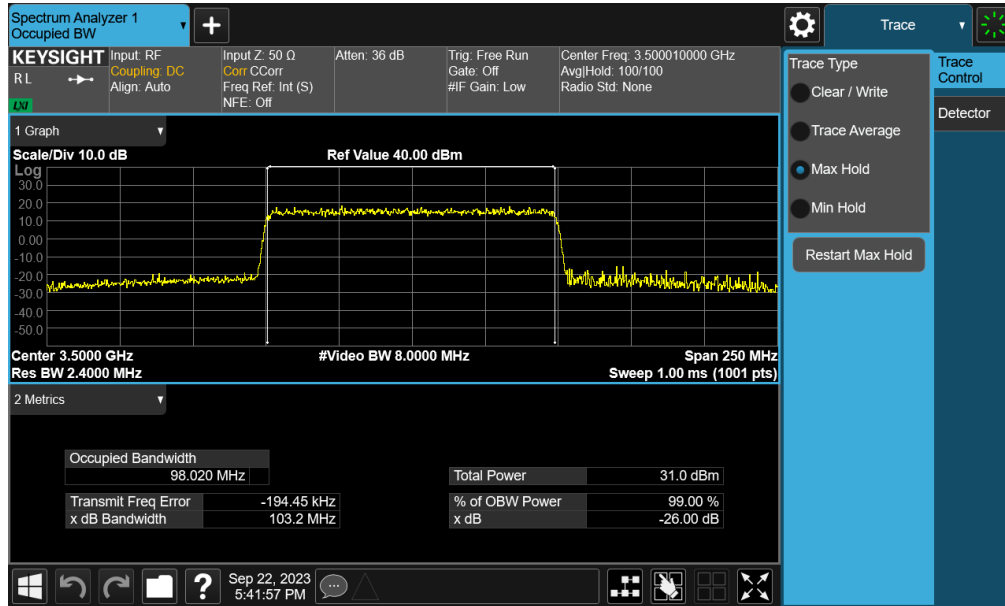 Spectrum Analyzer 1
Occupied BW
+
Trace
KEYSIGHT
R L
LXI
Input: RF
Coupling: DC
Align: Auto
Input Z: 50 Ω
Corr CCorr
Freq Ref: Int (S)
NFE: Off
Atten: 36 dB
Trig: Free Run
Gate: Off
#IF Gain: Low
Center Freq: 3.500010000 GHz
Avg|Hold: 100/100
Radio Std: None
Trace Type
Clear / Write
Trace Average
Max Hold
Min Hold
Restart Max Hold
Trace
Control
Detector
1 Graph
Scale/Div 10.0 dB
Ref Value 40.00 dBm
Log
30.0
20.0
10.0
0.00
-10.0
-20.0
-30.0
-40.0
-50.0
Center 3.5000 GHz
#Video BW 8.0000 MHz
Span 250 MHz
Res BW 2.4000 MHz
Sweep 1.00 ms (1001 pts)
2 Metrics
Occupied Bandwidth
98.020 MHz
Total Power 31.0 dBm
Transmit Freq Error -194.45 kHz
% of OBW Power 99.00 %
x dB Bandwidth 103.2 MHz
x dB -26.00 dB
?
Sep 22, 2023
5:41:57 PM